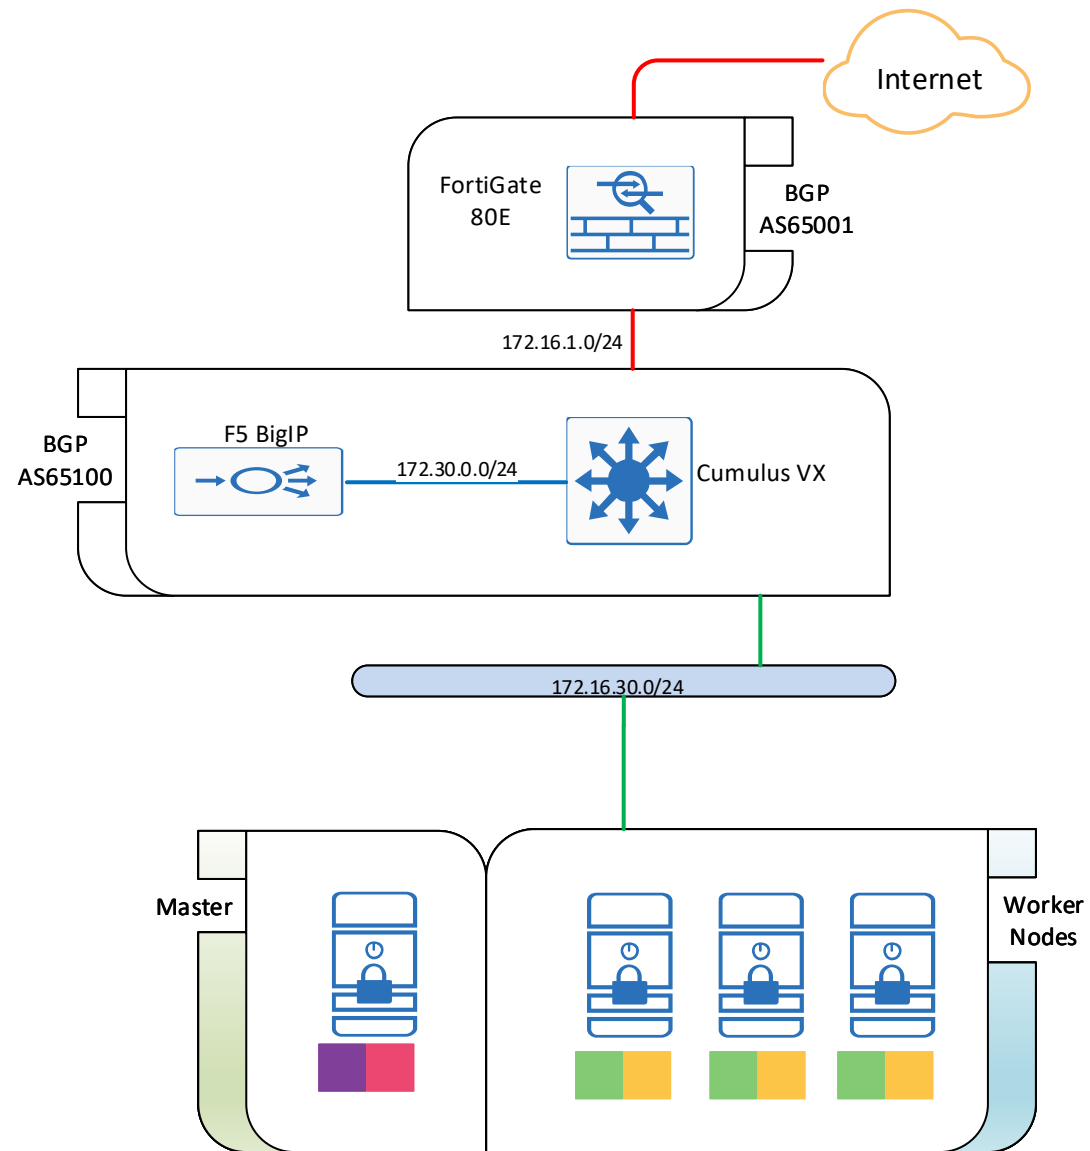 Internet
FortiGate
80E
BGP
AS65001
172.16.1.0/24
BGP
AS65100
F5 BigIP
172.30.0.0/24
Cumulus VX
172.16.30.0/24
Master
Worker
Nodes